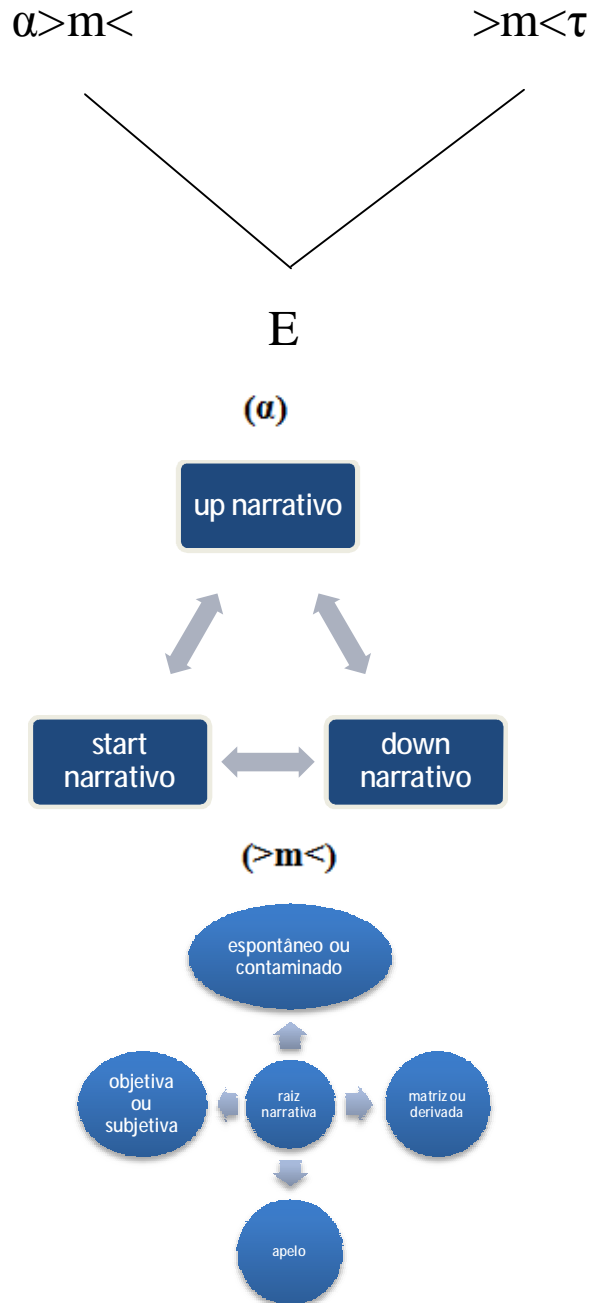 α>m< >m<τ
E
(α)
up narrativo
start
narrativo
down
narrativo
(>m<)
espontâneo ou
contaminado
objetiva
ou
subjetiva
raiz
narrativa
matriz ou
derivada
apelo